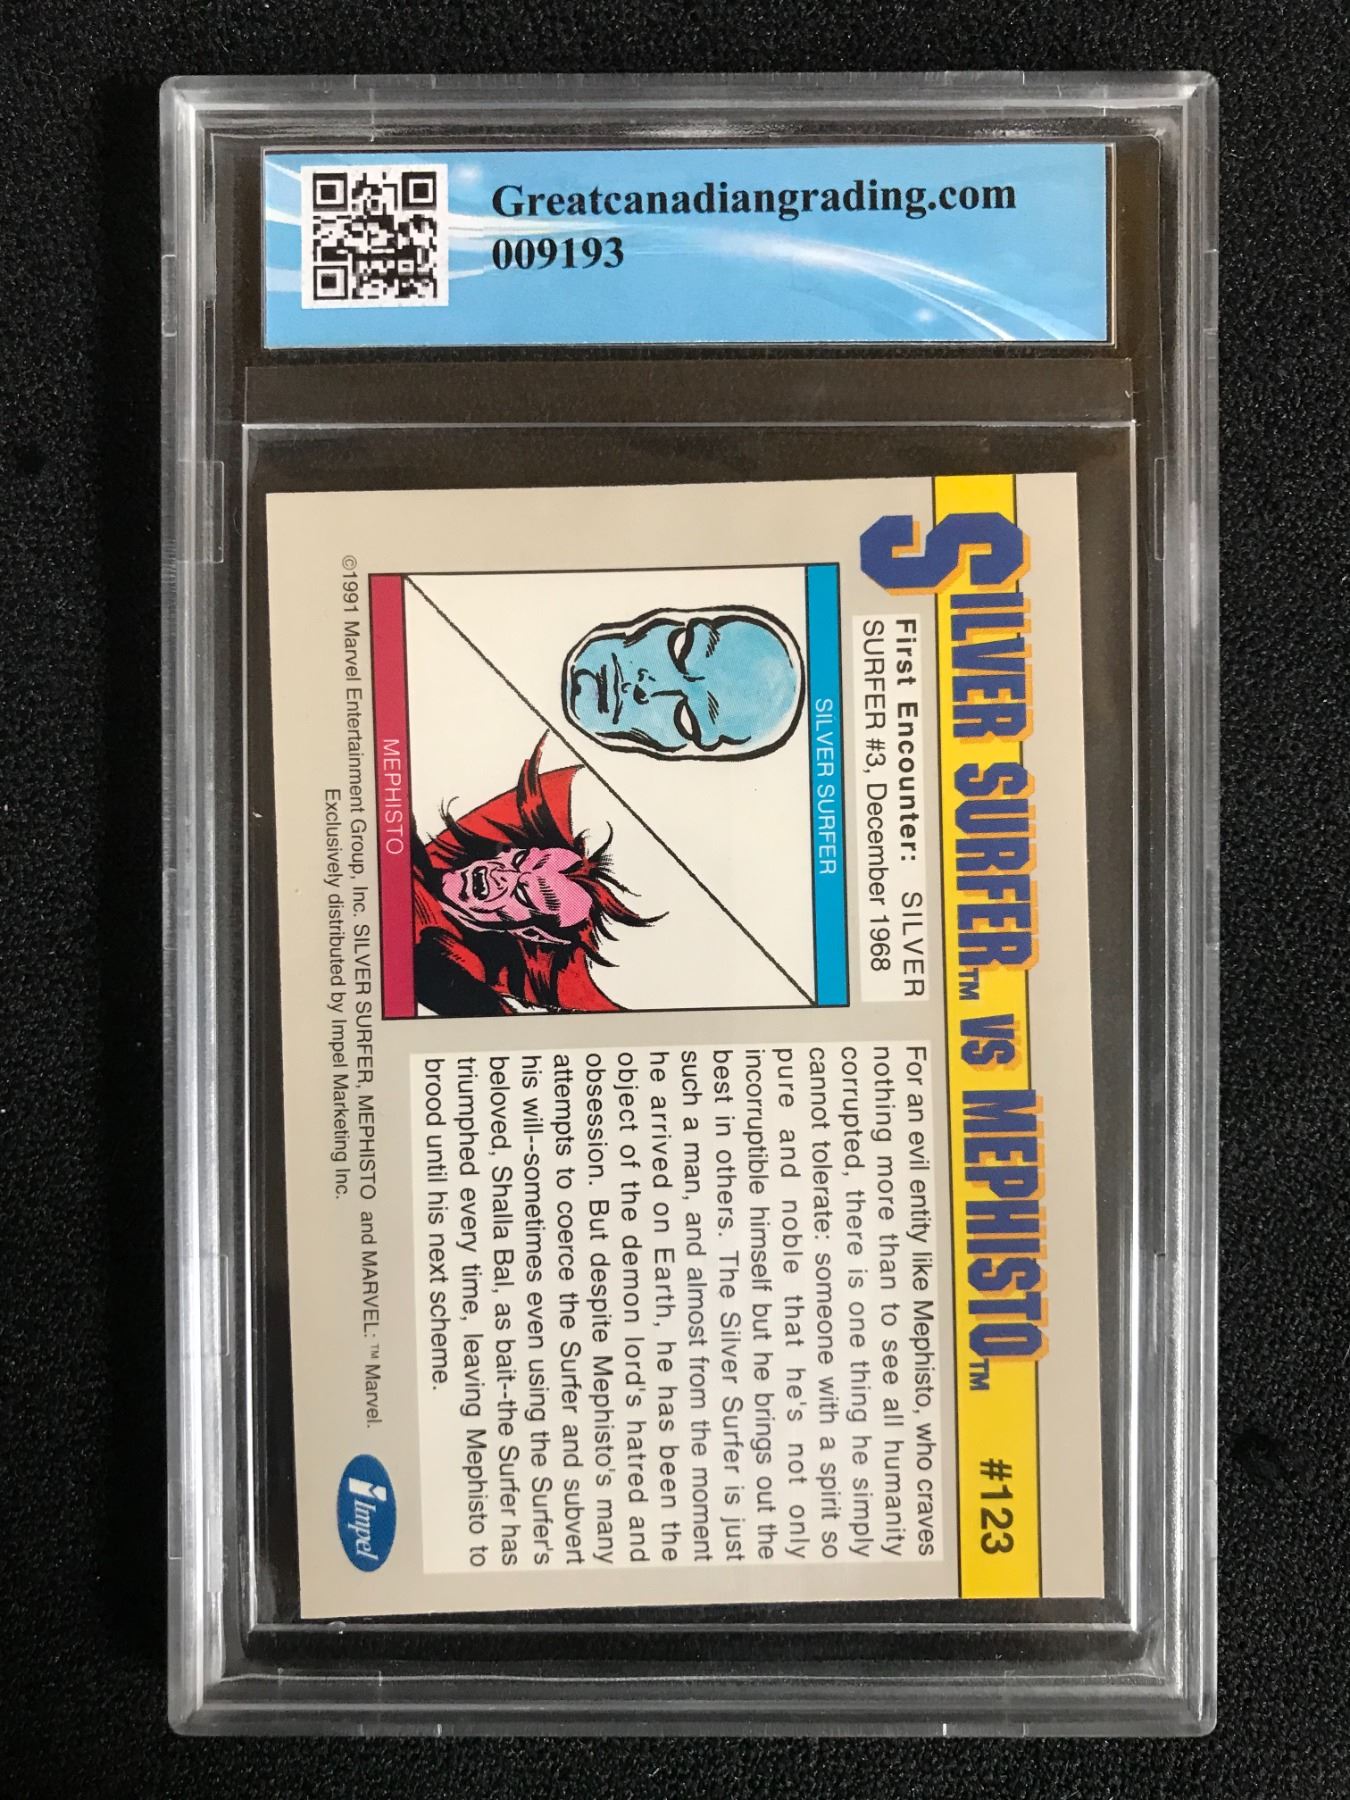 Greatcanadiangrading.com
009193
SILVER SURFER™ VS MEPHISTO™ #123
First Encounter: SILVER
SURFER #3, December 1968
SILVER SURFER
MEPHISTO
For an evil entity like Mephisto, who craves
nothing more than to see all humanity
corrupted, there is one thing he simply
cannot tolerate: someone with a spirit so
pure and noble that he's not only
incorruptible himself but he brings out the
best in others. The Silver Surfer is just
such a man, and almost from the moment
he arrived on Earth, he has been the
object of the demon lord's hatred and
obsession. But despite Mephisto's many
attempts to coerce the Surfer and subvert
his will--sometimes even using the Surfer's
beloved, Shalla Bal, as bait--the Surfer has
triumphed every time, leaving Mephisto to
brood until his next scheme.
©1991 Marvel Entertainment Group, Inc. SILVER SURFER, MEPHISTO and MARVEL: ™ Marvel.
Exclusively distributed by Impel Marketing Inc.
Impel